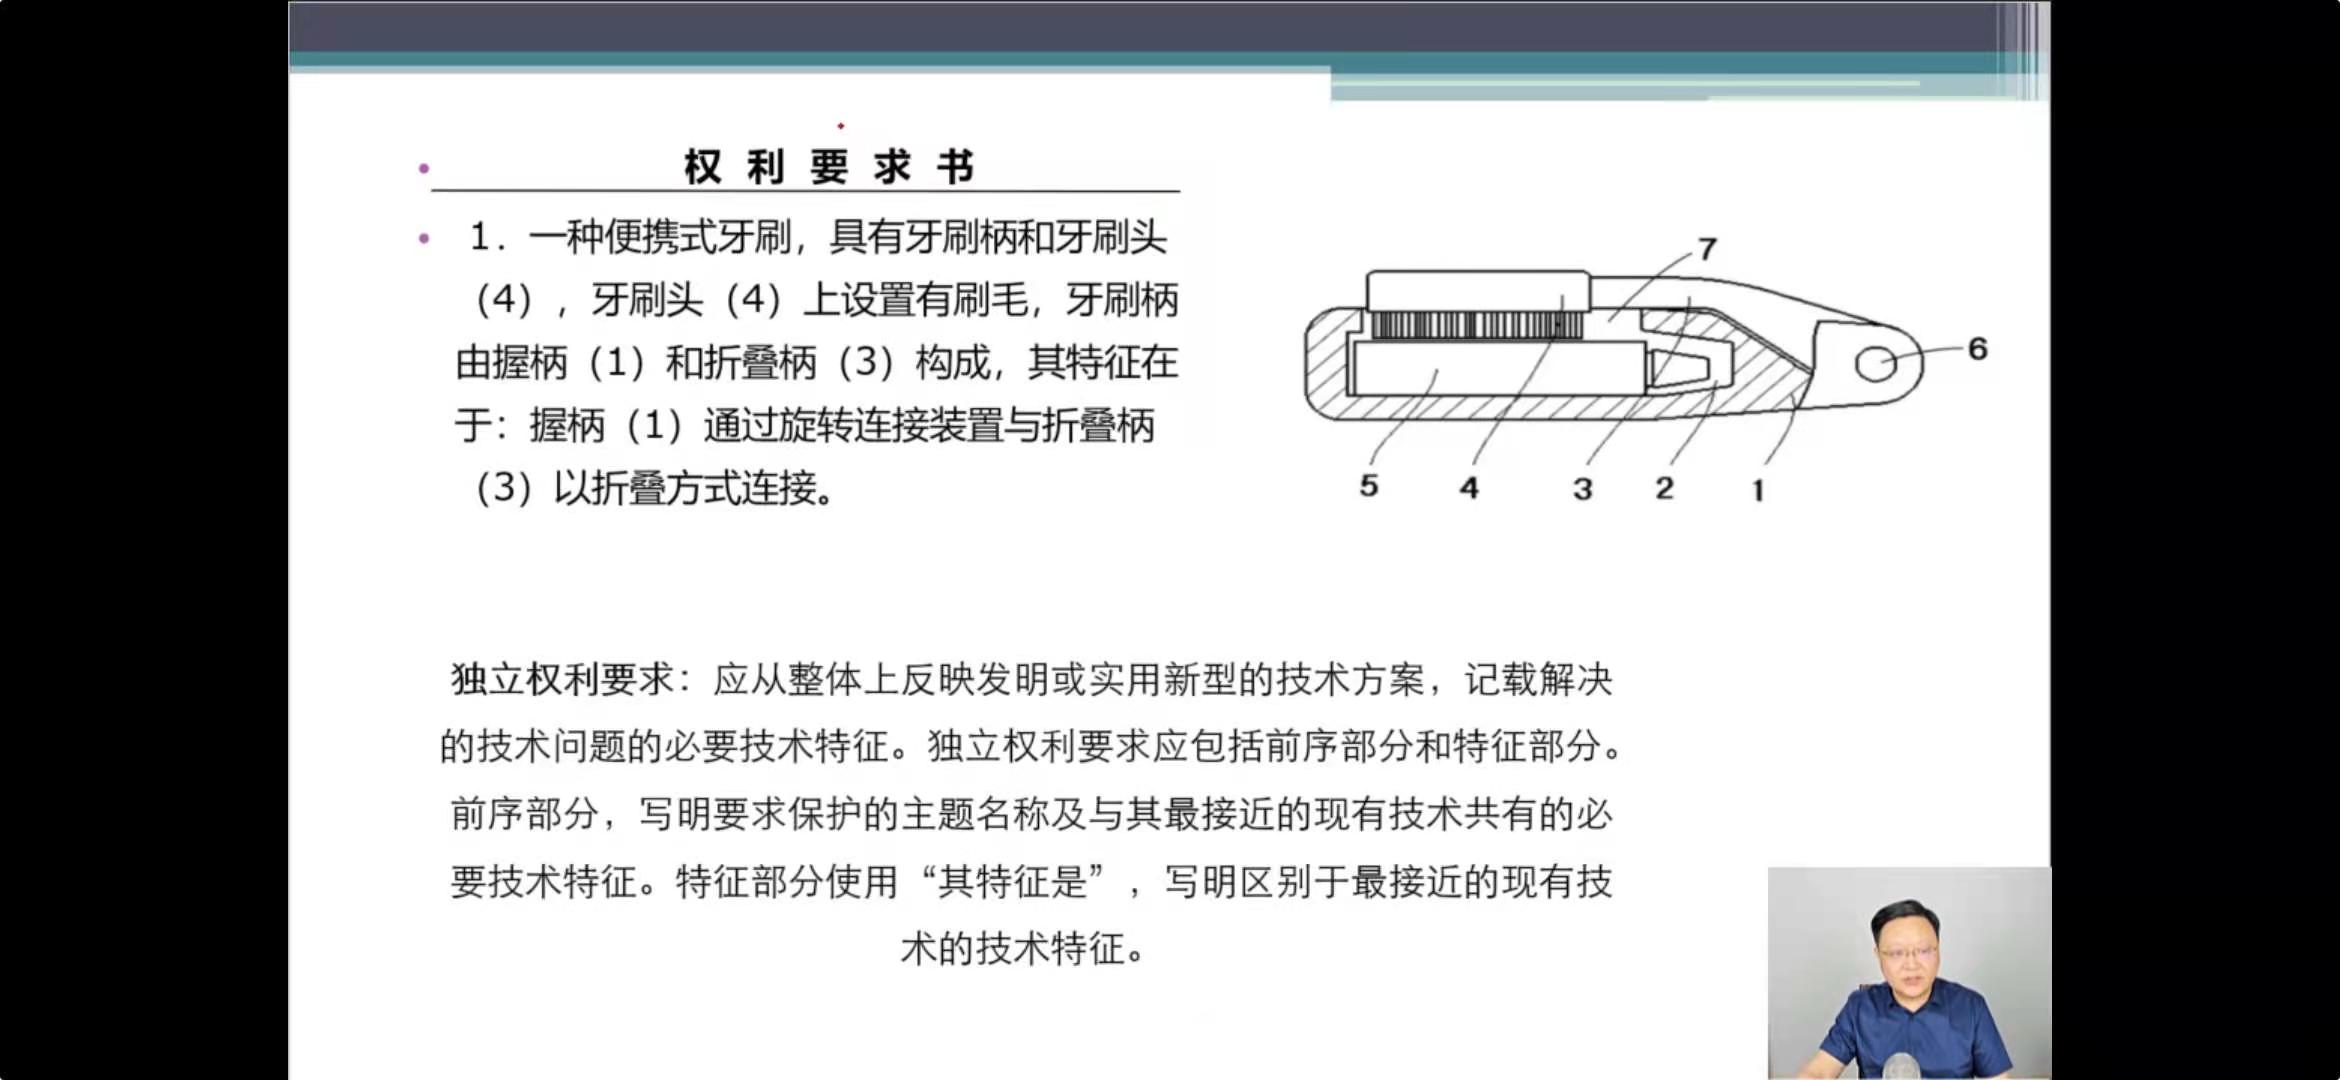 权 利 要 求 书
1. 一种便携式牙刷，具有牙刷柄和牙刷头
（4），牙刷头（4）上设置有刷毛，牙刷柄
由握柄（1）和折叠柄（3）构成，其特征在
于：握柄（1）通过旋转连接装置与折叠柄
（3）以折叠方式连接。
7
6
5 4 3 2 1
独立权利要求：应从整体上反映发明或实用新型的技术方案，记载解决
的技术问题的必要技术特征。独立权利要求应包括前序部分和特征部分。
前序部分，写明要求保护的主题名称及与其最接近的现有技术共有的必
要技术特征。特征部分使用“其特征是”，写明区别于最接近的现有技
术的技术特征。